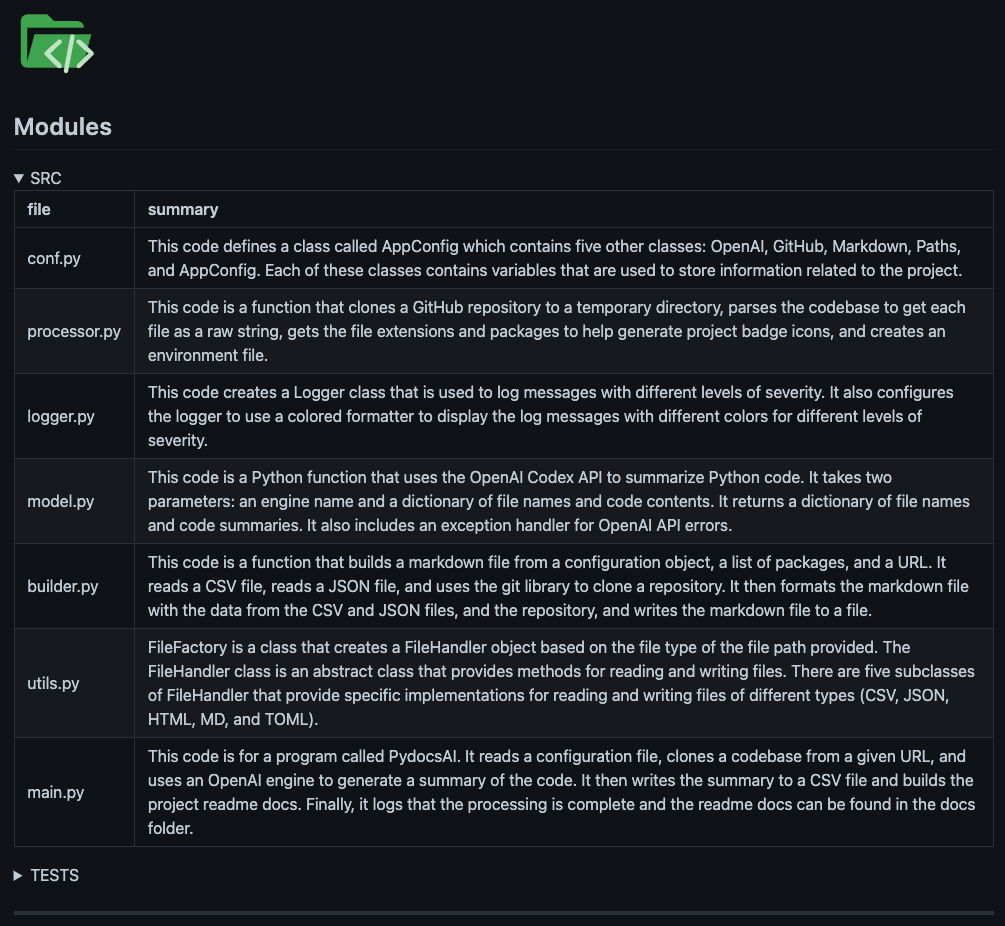 </>
Modules
▼ SRC
file summary
conf.py
This code defines a class called AppConfig which contains five other classes: OpenAI, GitHub, Markdown, Paths,
and AppConfig. Each of these classes contains variables that are used to store information related to the project.
processor.py
This code is a function that clones a GitHub repository to a temporary directory, parses the codebase to get each
file as a raw string, gets the file extensions and packages to help generate project badge icons, and creates an
environment file.
logger.py
This code creates a Logger class that is used to log messages with different levels of severity. It also configures
the logger to use a colored formatter to display the log messages with different colors for different levels of
severity.
model.py
This code is a Python function that uses the OpenAI Codex API to summarize Python code. It takes two
parameters: an engine name and a dictionary of file names and code contents. It returns a dictionary of file names
and code summaries. It also includes an exception handler for OpenAI API errors.
builder.py
This code is a function that builds a markdown file from a configuration object, a list of packages, and a URL. It
reads a CSV file, reads a JSON file, and uses the git library to clone a repository. It then formats the markdown file
with the data from the CSV and JSON files, and the repository, and writes the markdown file to a file.
utils.py
FileFactory is a class that creates a FileHandler object based on the file type of the file path provided. The
FileHandler class is an abstract class that provides methods for reading and writing files. There are five subclasses
of FileHandler that provide specific implementations for reading and writing files of different types (CSV, JSON,
HTML, MD, and TOML).
main.py
This code is for a program called PydocsAI. It reads a configuration file, clones a codebase from a given URL, and
uses an OpenAI engine to generate a summary of the code. It then writes the summary to a CSV file and builds the
project readme docs. Finally, it logs that the processing is complete and the readme docs can be found in the docs
folder.
▶ TESTS